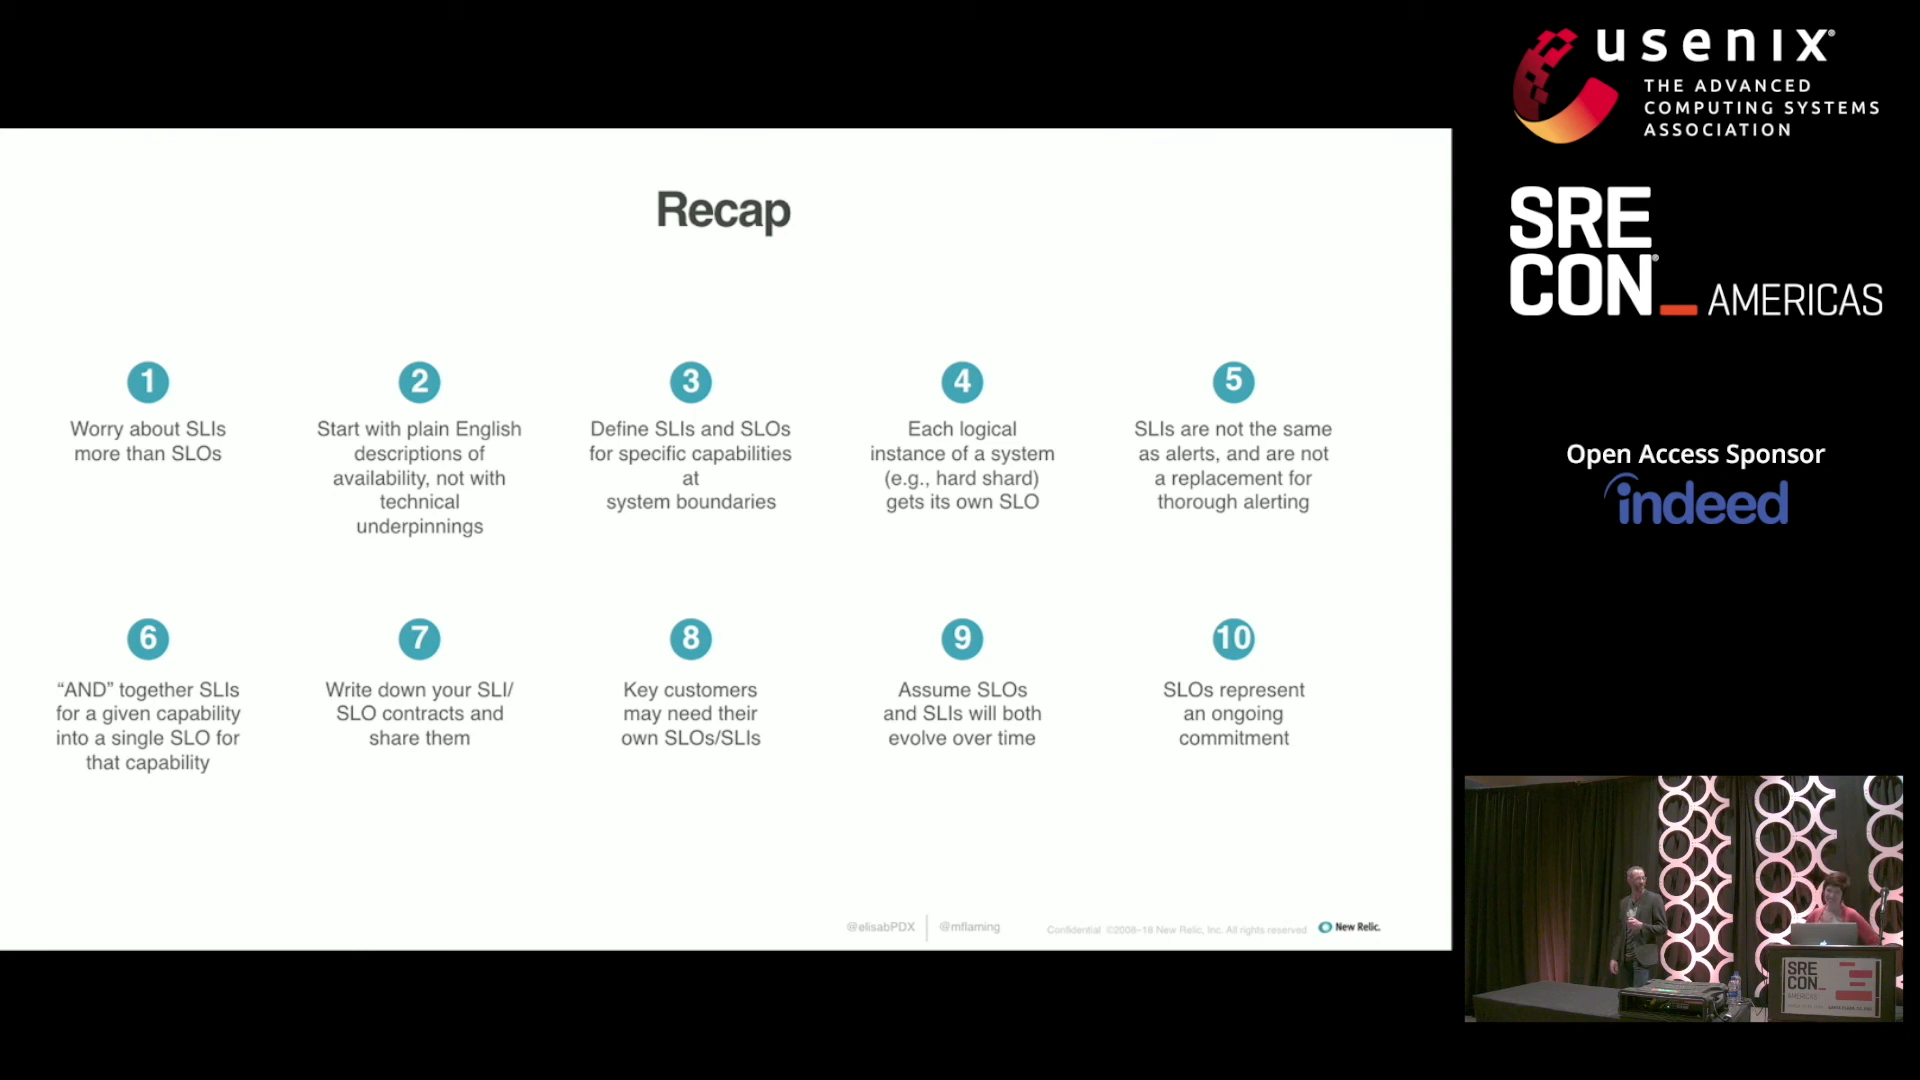 Recap
1
Worry about SLIs
more than SLOs
2
Start with plain English
descriptions of
availability, not with
technical
underpinnings
3
Define SLIs and SLOs
for specific capabilities
at
system boundaries
4
Each logical
instance of a system
(e.g., hard shard)
gets its own SLO
5
SLIs are not the same
as alerts, and are not
a replacement for
thorough alerting
6
“AND” together SLIs
for a given capability
into a single SLO for
that capability
7
Write down your SLI/
SLO contracts and
share them
8
Key customers
may need their
own SLOs/SLIs
9
Assume SLOs
and SLIs will both
evolve over time
10
SLOs represent
an ongoing
commitment
@elisabPDX
@mflaming
Confidential ©2008–18 New Relic, Inc. All rights reserved
New Relic.
usenix®
THE ADVANCED
COMPUTING SYSTEMS
ASSOCIATION
SRE
CON®_ AMERICAS
Open Access Sponsor
indeed
SRE
CON_
AMERICAS